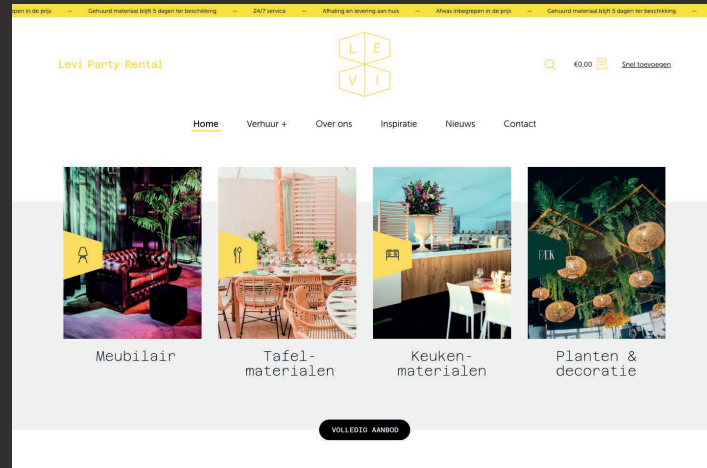 open in de prijs — Gehuurd materiaal blijft 5 dagen ter beschikking — 24/7 service — Afhaling en levering aan huis — Afwas inbegrepen in de prijs — Gehuurd materiaal blijft 5 dagen ter beschikking —
Levi Party Rental
L E
V I
€0,00
Snel toevoegen
Home Verhuur + Over ons Inspiratie Nieuws Contact
Meubilair
Tafel-
materialen
Keuken-
materialen
Planten &
decoratie
VOLLEDIG AANBOD